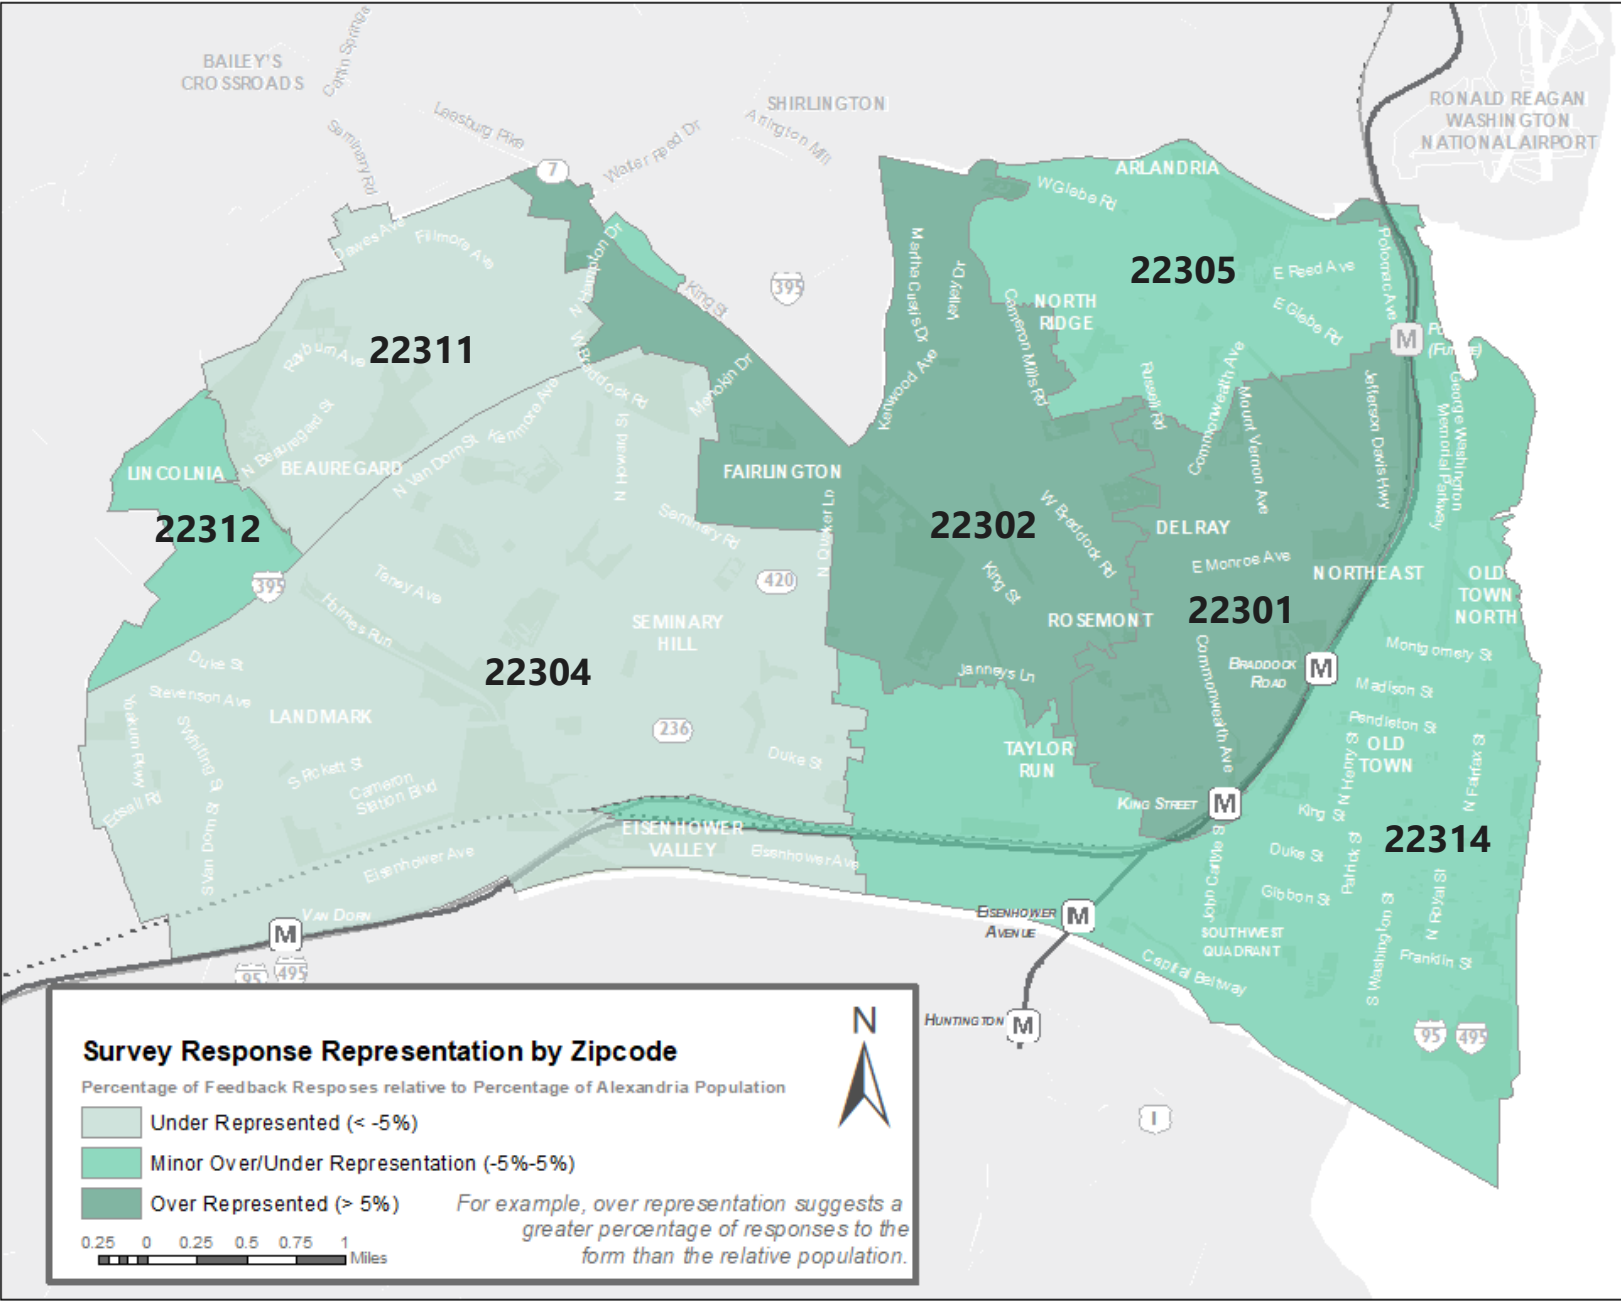 BAILEY'S
CROSSROADS
Leesburg Pike
Seminary Rd
7
Walter Reed Dr
SHIRLINGTON
Arlington Mill
395
King St
RONALD REAGAN
WASHINGTON
NATIONAL AIRPORT
ARLANDRIA
W Glebe Rd
22305
E Reed Ave
E Glebe Rd
Potomac Ave
NORTH
RIDGE
Cameron Mills Rd
Russell Rd
Commonwealth Ave
Mount Vernon Ave
Jefferson Davis Hwy
George Washington
Memorial Parkway
M
(Future)
Martha Custis Dr
Valley Dr
Kenwood Ave
Dawes Ave
Fillmore Ave
N Hampton Dr
Rayburn Ave
22311
W Braddock Rd
Menokin Dr
Kenmore Ave
N Van Dorn St
N Howard St
N Beauregard St
BEAUREGARD
LINCOLNIA
22312
395
FAIRLINGTON
N Quaker Ln
Seminary Rd
420
22302
W Braddock Rd
King St
DELRAY
E Monroe Ave
NORTHEAST
OLD
TOWN
NORTH
22301
ROSEMONT
Janneys Ln
Commonwealth Ave
BRADDOCK
ROAD
M
Montgomery St
Madison St
Pendleton St
OLD
TOWN
N Henry St
N Fairfax St
Taney Ave
Holmes Run
SEMINARY
HILL
22304
Duke St
Stevenson Ave
LANDMARK
236
Yoakum Pkwy
S Whiting St
S Pickett St
Cameron
Station Blvd
Edsall Rd
S Van Dorn St
Duke St
TAYLOR
RUN
KING STREET
M
King St
22314
Duke St
Patrick St
Gibbon St
N Royal St
John Carlyle St
EISENHOWER
VALLEY
Eisenhower Ave
Eisenhower Ave
VAN DORN
M
EISENHOWER
AVENUE
M
SOUTHWEST
QUADRANT
S Washington St
Franklin St
Capital Beltway
95
495
HUNTINGTON
M
95
495
1
Survey Response Representation by Zipcode
Percentage of Feedback Resposes relative to Percentage of Alexandria Population
Under Represented (< -5%)
Minor Over/Under Representation (-5%-5%)
Over Represented (> 5%)
For example, over representation suggests a
greater percentage of responses to the
form than the relative population.
0.25 0 0.25 0.5 0.75 1
Miles
N